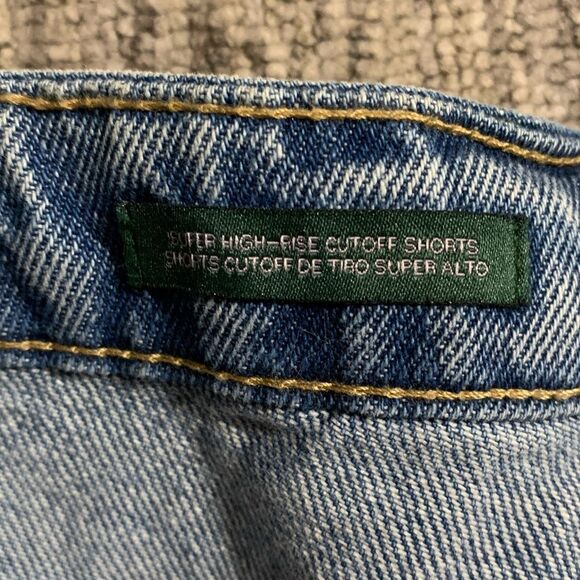 SUPER HIGH-RISE CUTOFF SHORTS
SHORTS CUTOFF DE TIRO SUPER ALTO